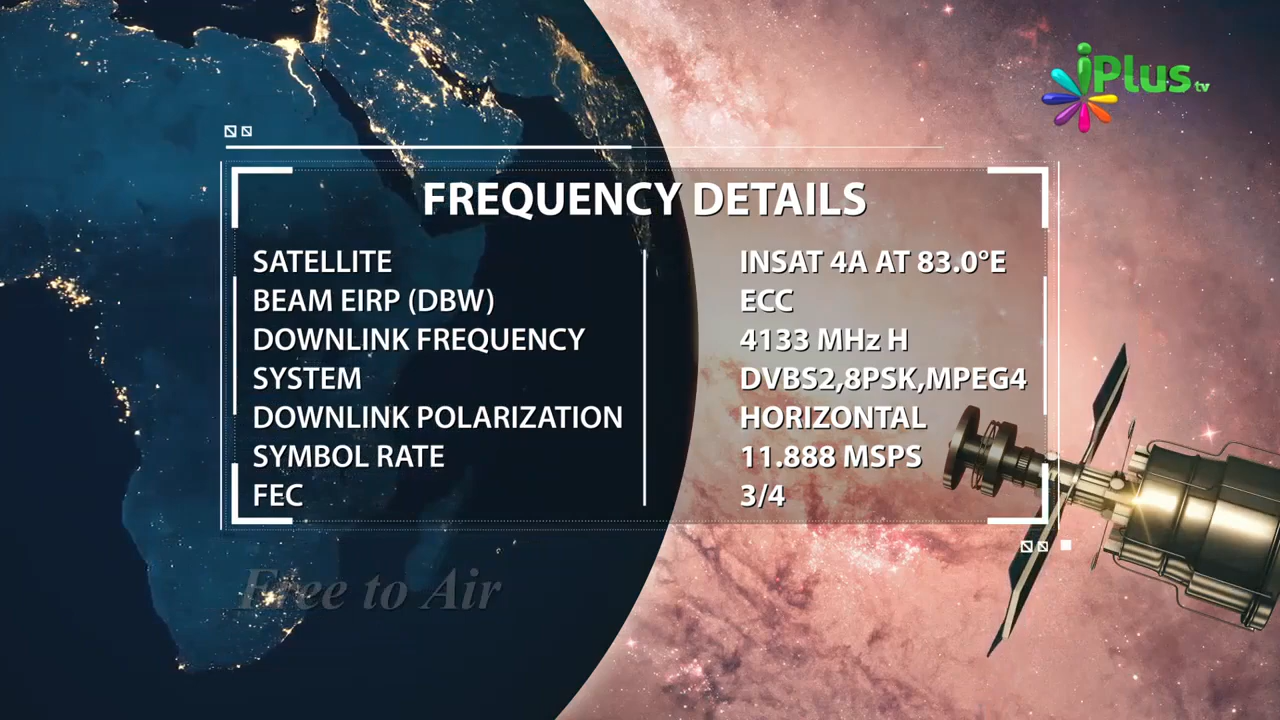 iPlus tv
FREQUENCY DETAILS
SATELLITE INSAT 4A AT 83.0°E
BEAM EIRP (DBW) ECC
DOWNLINK FREQUENCY 4133 MHz H
SYSTEM DVBS2,8PSK,MPEG4
DOWNLINK POLARIZATION HORIZONTAL
SYMBOL RATE 11.888 MSPS
FEC 3/4
Free to Air